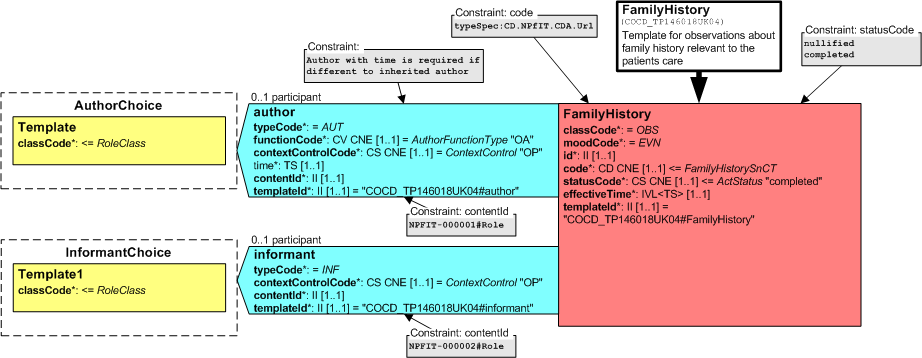 Constraint: code
typeSpec:CD.NPfIT.CDA.Url
FamilyHistory
(COCD_TP146018UK04)
Template for observations about
family history relevant to the
patients care
Constraint: statusCode
nullified
completed
Constraint:
Author with time is required if
different to inherited author
AuthorChoice
Template
classCode*: <= RoleClass
0..1 participant
author
typeCode*: = AUT
functionCode*: CV CNE [1..1] = AuthorFunctionType "OA"
contextControlCode*: CS CNE [1..1] = ContextControl "OP"
time*: TS [1..1]
contentId*: II [1..1]
templateId*: II [1..1] = "COCD_TP146018UK04#author"
Constraint: contentId
NPFIT-000001#Role
FamilyHistory
classCode*: = OBS
moodCode*: = EVN
id*: II [1..1]
code*: CD CNE [1..1] <= FamilyHistorySnCT
statusCode*: CS CNE [1..1] <= ActStatus "completed"
effectiveTime*: IVL<TS> [1..1]
templateId*: II [1..1] =
"COCD_TP146018UK04#FamilyHistory"
InformantChoice
Template1
classCode*: <= RoleClass
0..1 participant
informant
typeCode*: = INF
contextControlCode*: CS CNE [1..1] = ContextControl "OP"
contentId*: II [1..1]
templateId*: II [1..1] = "COCD_TP146018UK04#informant"
Constraint: contentId
NPFIT-000002#Role